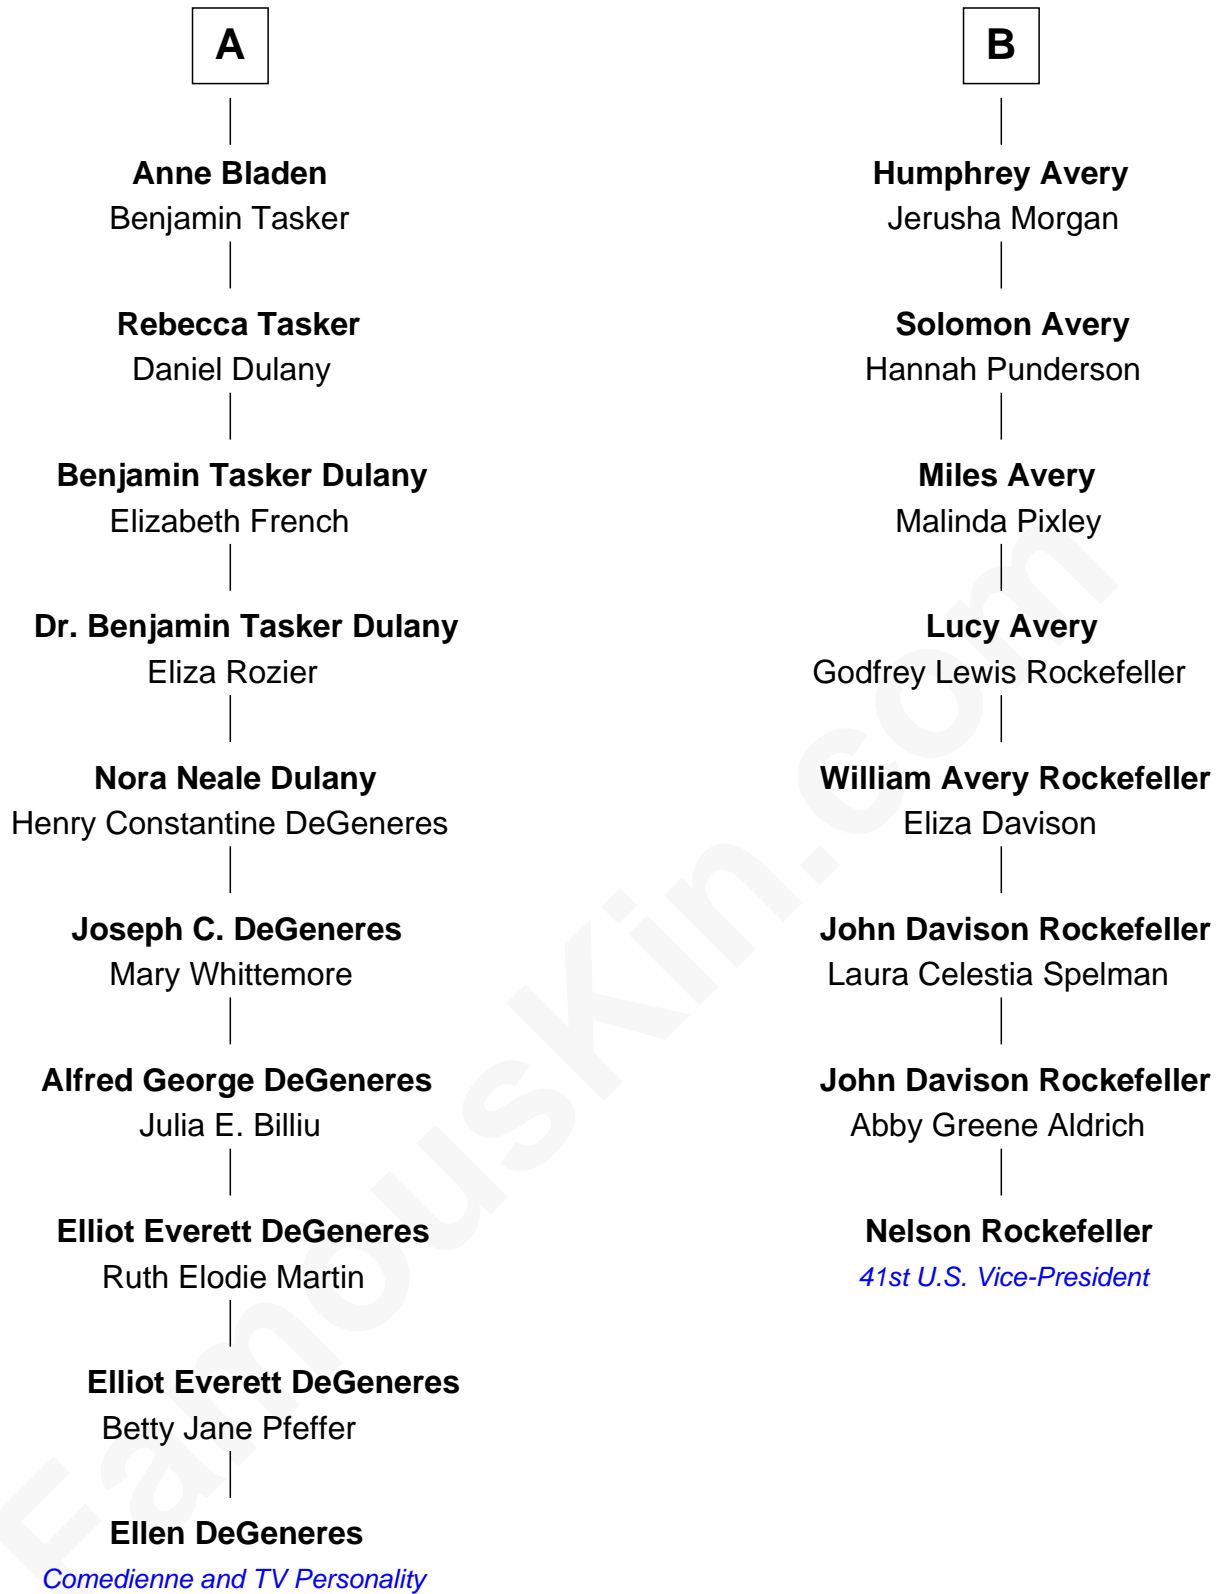 A
Anne Bladen
Benjamin Tasker
Rebecca Tasker
Daniel Dulany
Benjamin Tasker Dulany
Elizabeth French
Dr. Benjamin Tasker Dulany
Eliza Rozier
Nora Neale Dulany
Henry Constantine DeGeneres
Joseph C. DeGeneres
Mary Whittemore
Alfred George DeGeneres
Julia E. Billiu
Elliot Everett DeGeneres
Ruth Elodie Martin
Elliot Everett DeGeneres
Betty Jane Pfeffer
Ellen DeGeneres
Comedienne and TV Personality
B
Humphrey Avery
Jerusha Morgan
Solomon Avery
Hannah Punderson
Miles Avery
Malinda Pixley
Lucy Avery
Godfrey Lewis Rockefeller
William Avery Rockefeller
Eliza Davison
John Davison Rockefeller
Laura Celestia Spelman
John Davison Rockefeller
Abby Greene Aldrich
Nelson Rockefeller
41st U.S. Vice-President
FamousKin.com